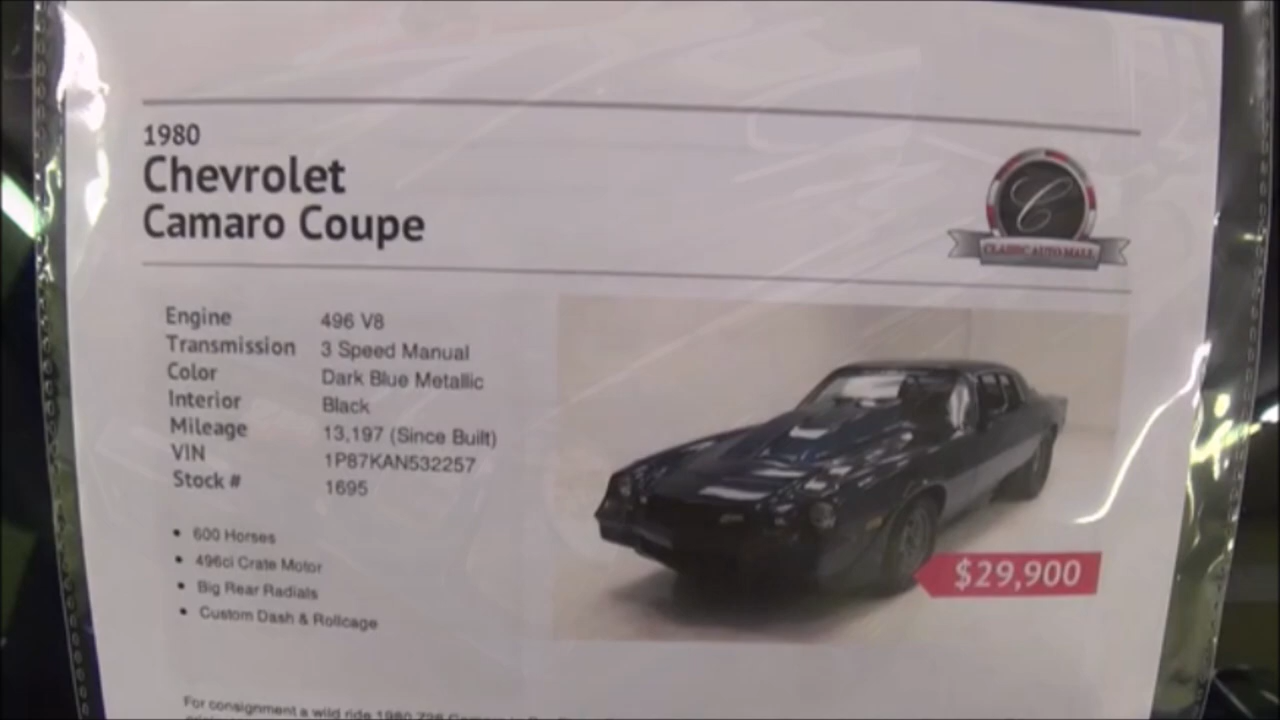 1980
Chevrolet
Camaro Coupe
C
CLASSIC AUTO MALL
Engine 496 V8
Transmission 3 Speed Manual
Color Dark Blue Metallic
Interior Black
Mileage 13,197 (Since Built)
VIN 1P87KAN532257
Stock # 1695
• 600 Horses
• 496ci Crate Motor
• Big Rear Radials
• Custom Dash & Rollcage
$29,900
For consignment a wild ride 1980 Z28 Camaro